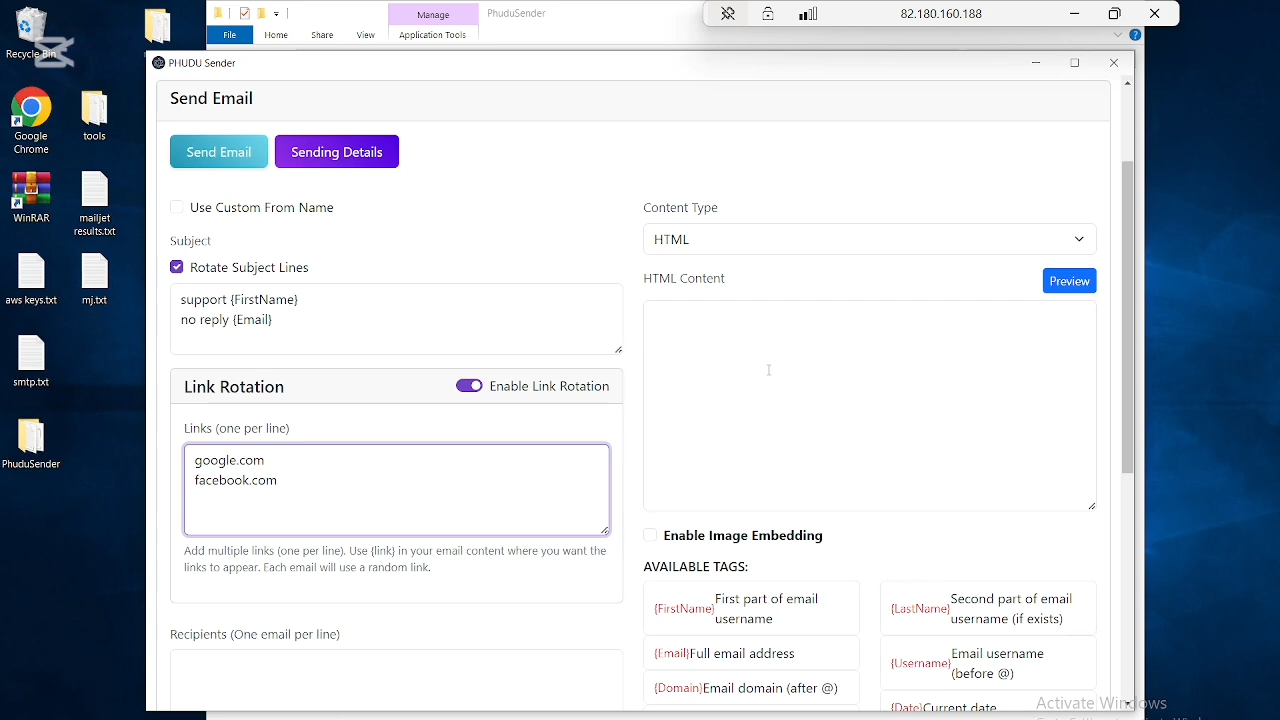 Manage
PhuduSender
82.180.160.188
File
Home
Share
View
Application Tools
Recycle Bin
PHUDU Sender
Send Email
Send Email
Sending Details
Google Chrome
tools
WinRAR
mailjet results.txt
aws keys.txt
mj.txt
smtp.txt
PhuduSender
Use Custom From Name
Subject
Rotate Subject Lines
support {FirstName}
no reply {Email}
Link Rotation
Enable Link Rotation
Links (one per line)
google.com
facebook.com
Add multiple links (one per line). Use {link} in your email content where you want the
links to appear. Each email will use a random link.
Recipients (One email per line)
Content Type
HTML
HTML Content
Preview
Enable Image Embedding
AVAILABLE TAGS:
{FirstName} First part of email username
{LastName} Second part of email username (if exists)
{Email} Full email address
{Username} Email username (before @)
{Domain} Email domain (after @)
{Date} Current date
Activate Windows